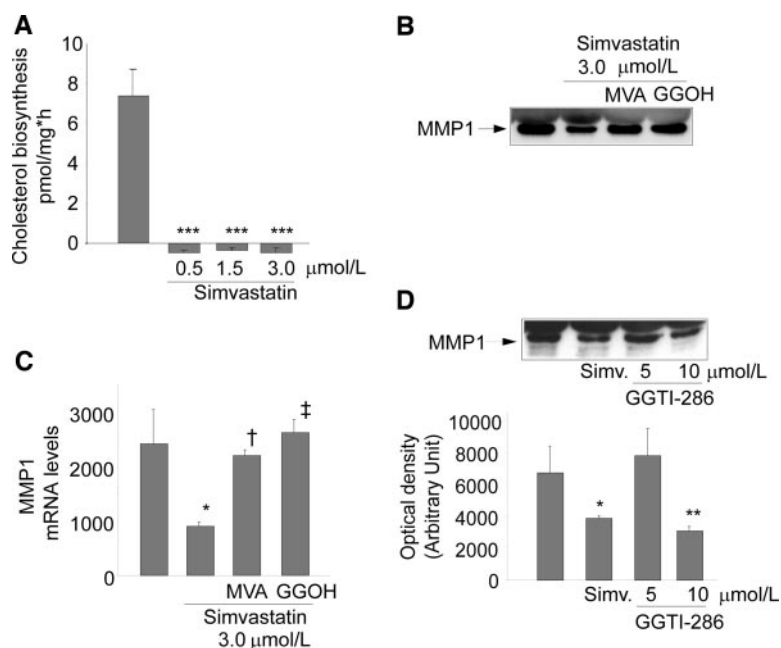 A
Cholesterol biosynthesis
pmol/mg*h
10
8
6
4
2
0
*** *** ***
0.5 1.5 3.0 μmol/L
Simvastatin
B
Simvastatin
3.0 μmol/L
MVA GGOH
MMP1
C
MMP1
mRNA levels
3000
2000
1000
0
* † ‡
MVA GGOH
Simvastatin
3.0 μmol/L
D
MMP1
Simv. 5 10 μmol/L
GGTI-286
Optical density
(Arbitrary Unit)
10000
8000
6000
4000
2000
0
* **
Simv. 5 10 μmol/L
GGTI-286